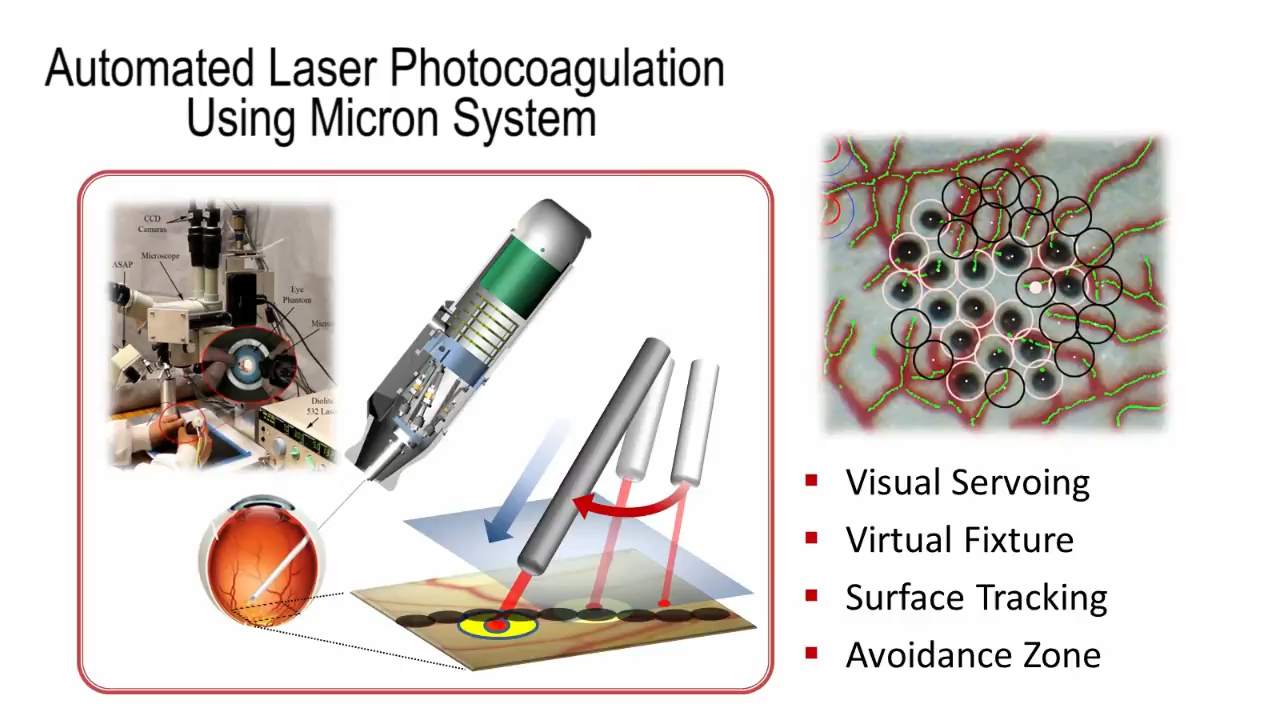 Automated Laser Photocoagulation
Using Micron System
CCD
Cameras
Microscope
ASAP
Eye
Phantom
532
Visual Servoing
Virtual Fixture
Surface Tracking
Avoidance Zone